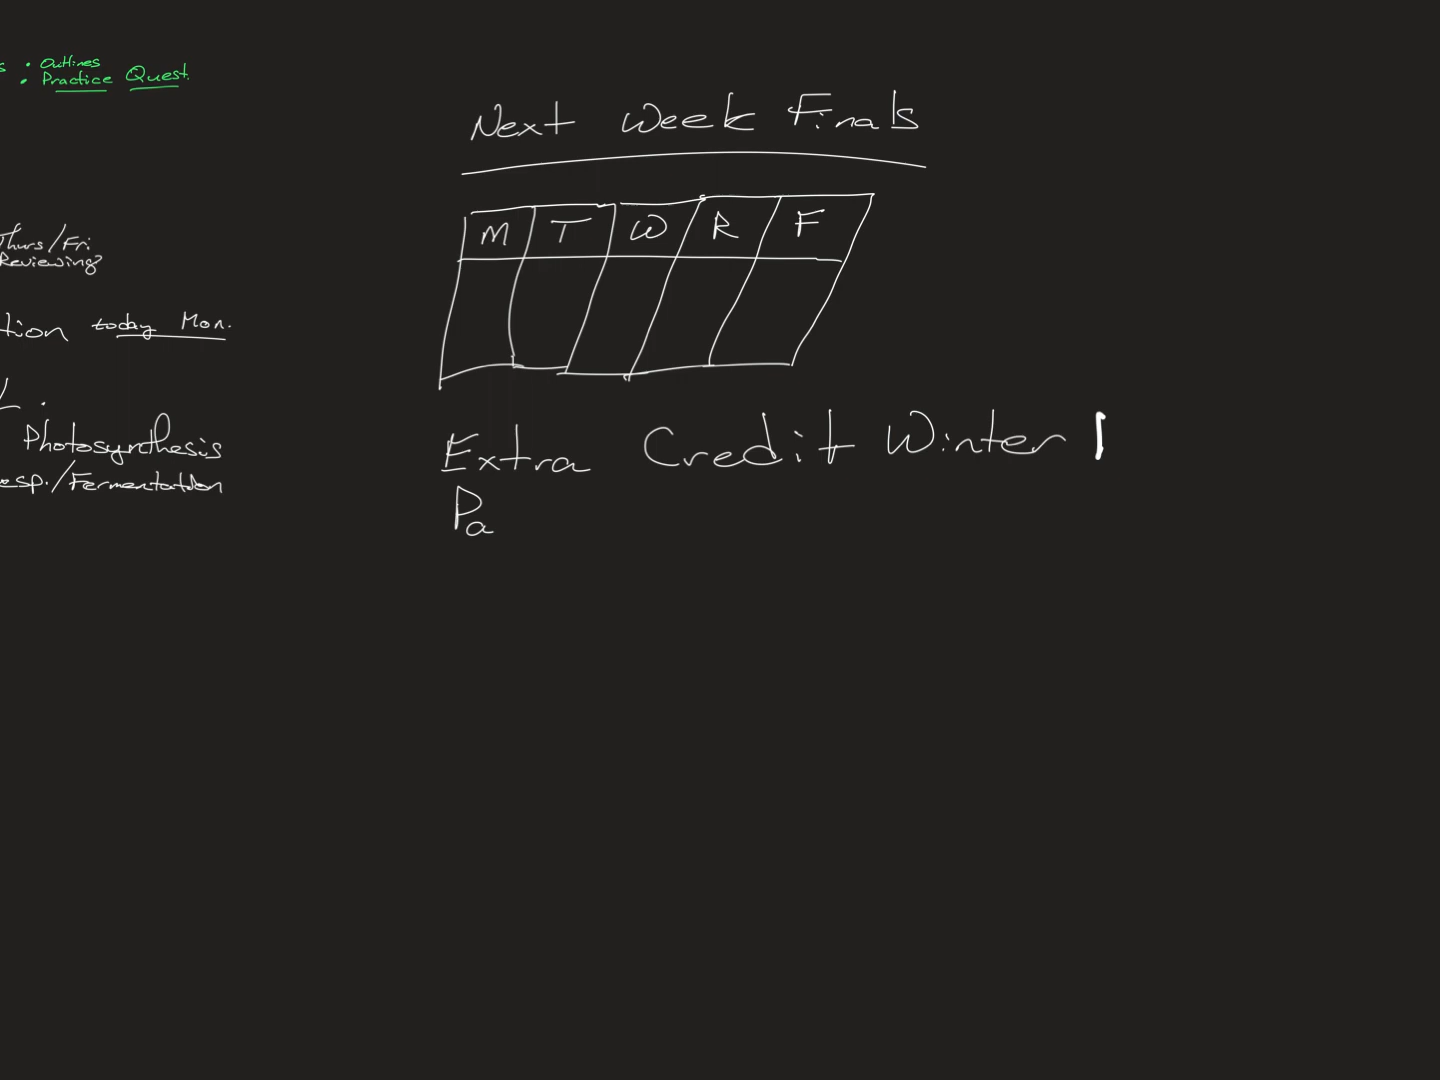 • Outlines
• Practice Quest.
Next Week Finals
M T W R F
Thurs/Fri.
Reviewing?
tion today Mon.
Extra Credit Winter
Pa
Photosynthesis
esp./Fermentation